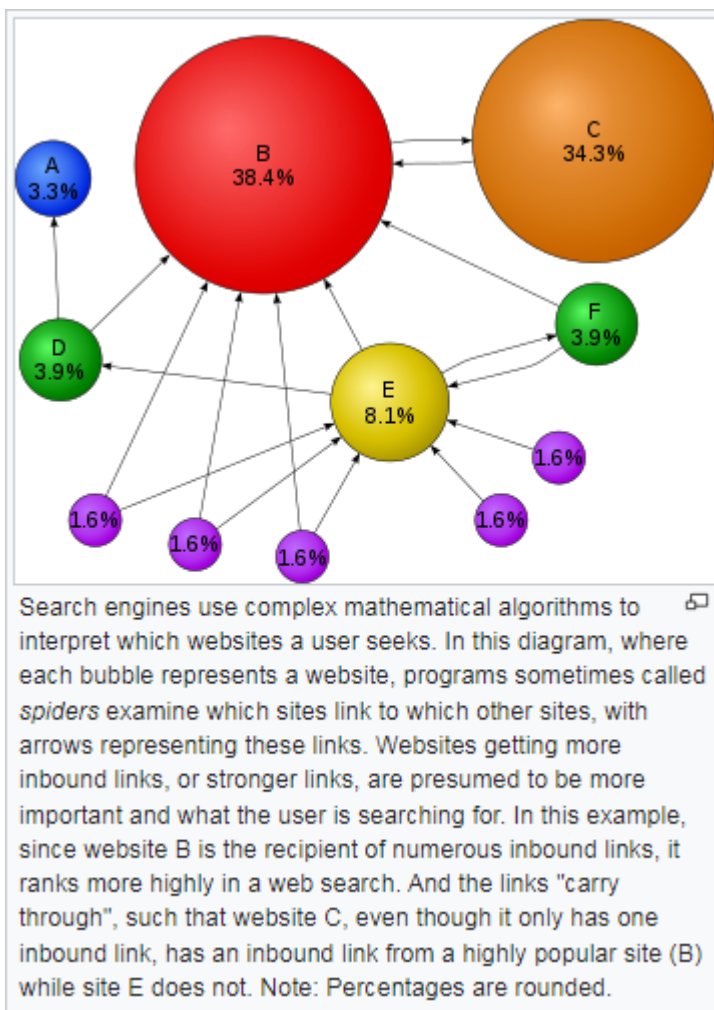 B
38.4%
C
34.3%
A
3.3%
F
3.9%
D
3.9%
E
8.1%
1.6%
1.6%
1.6%
1.6%
1.6%
Search engines use complex mathematical algorithms to
interpret which websites a user seeks. In this diagram, where
each bubble represents a website, programs sometimes called
spiders examine which sites link to which other sites, with
arrows representing these links. Websites getting more
inbound links, or stronger links, are presumed to be more
important and what the user is searching for. In this example,
since website B is the recipient of numerous inbound links, it
ranks more highly in a web search. And the links "carry
through", such that website C, even though it only has one
inbound link, has an inbound link from a highly popular site (B)
while site E does not. Note: Percentages are rounded.